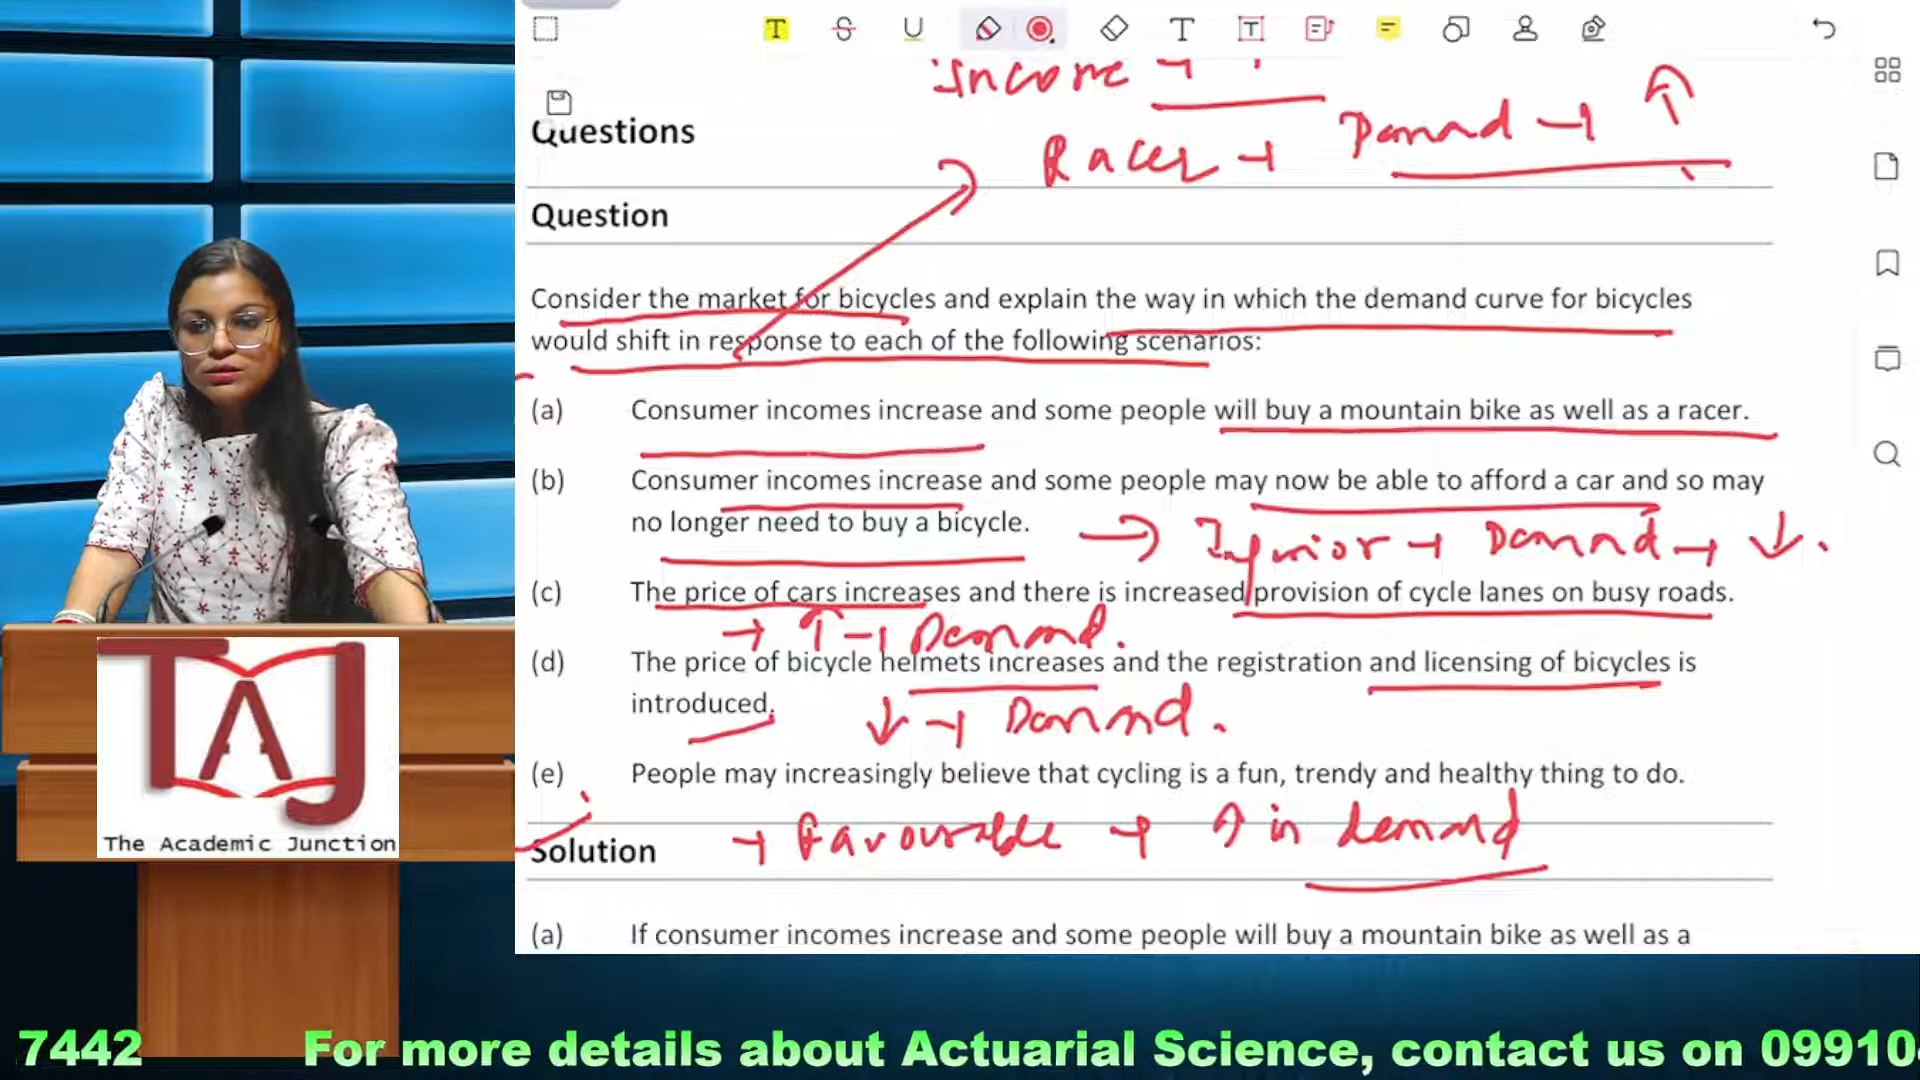 Income →
Questions
Racer → Demand → ↑
Question
Consider the market for bicycles and explain the way in which the demand curve for bicycles
would shift in response to each of the following scenarios:
(a) Consumer incomes increase and some people will buy a mountain bike as well as a racer.
(b) Consumer incomes increase and some people may now be able to afford a car and so may
no longer need to buy a bicycle.
→ Inferior → Demand → ↓.
(c) The price of cars increases and there is increased provision of cycle lanes on busy roads.
→ ↑ → Demand.
(d) The price of bicycle helmets increases and the registration and licensing of bicycles is
introduced.
↓ → Demand.
(e) People may increasingly believe that cycling is a fun, trendy and healthy thing to do.
→ Favourable → ↑ in demand
Solution
(a) If consumer incomes increase and some people will buy a mountain bike as well as a
TAJ
The Academic Junction
7442 For more details about Actuarial Science, contact us on 09910